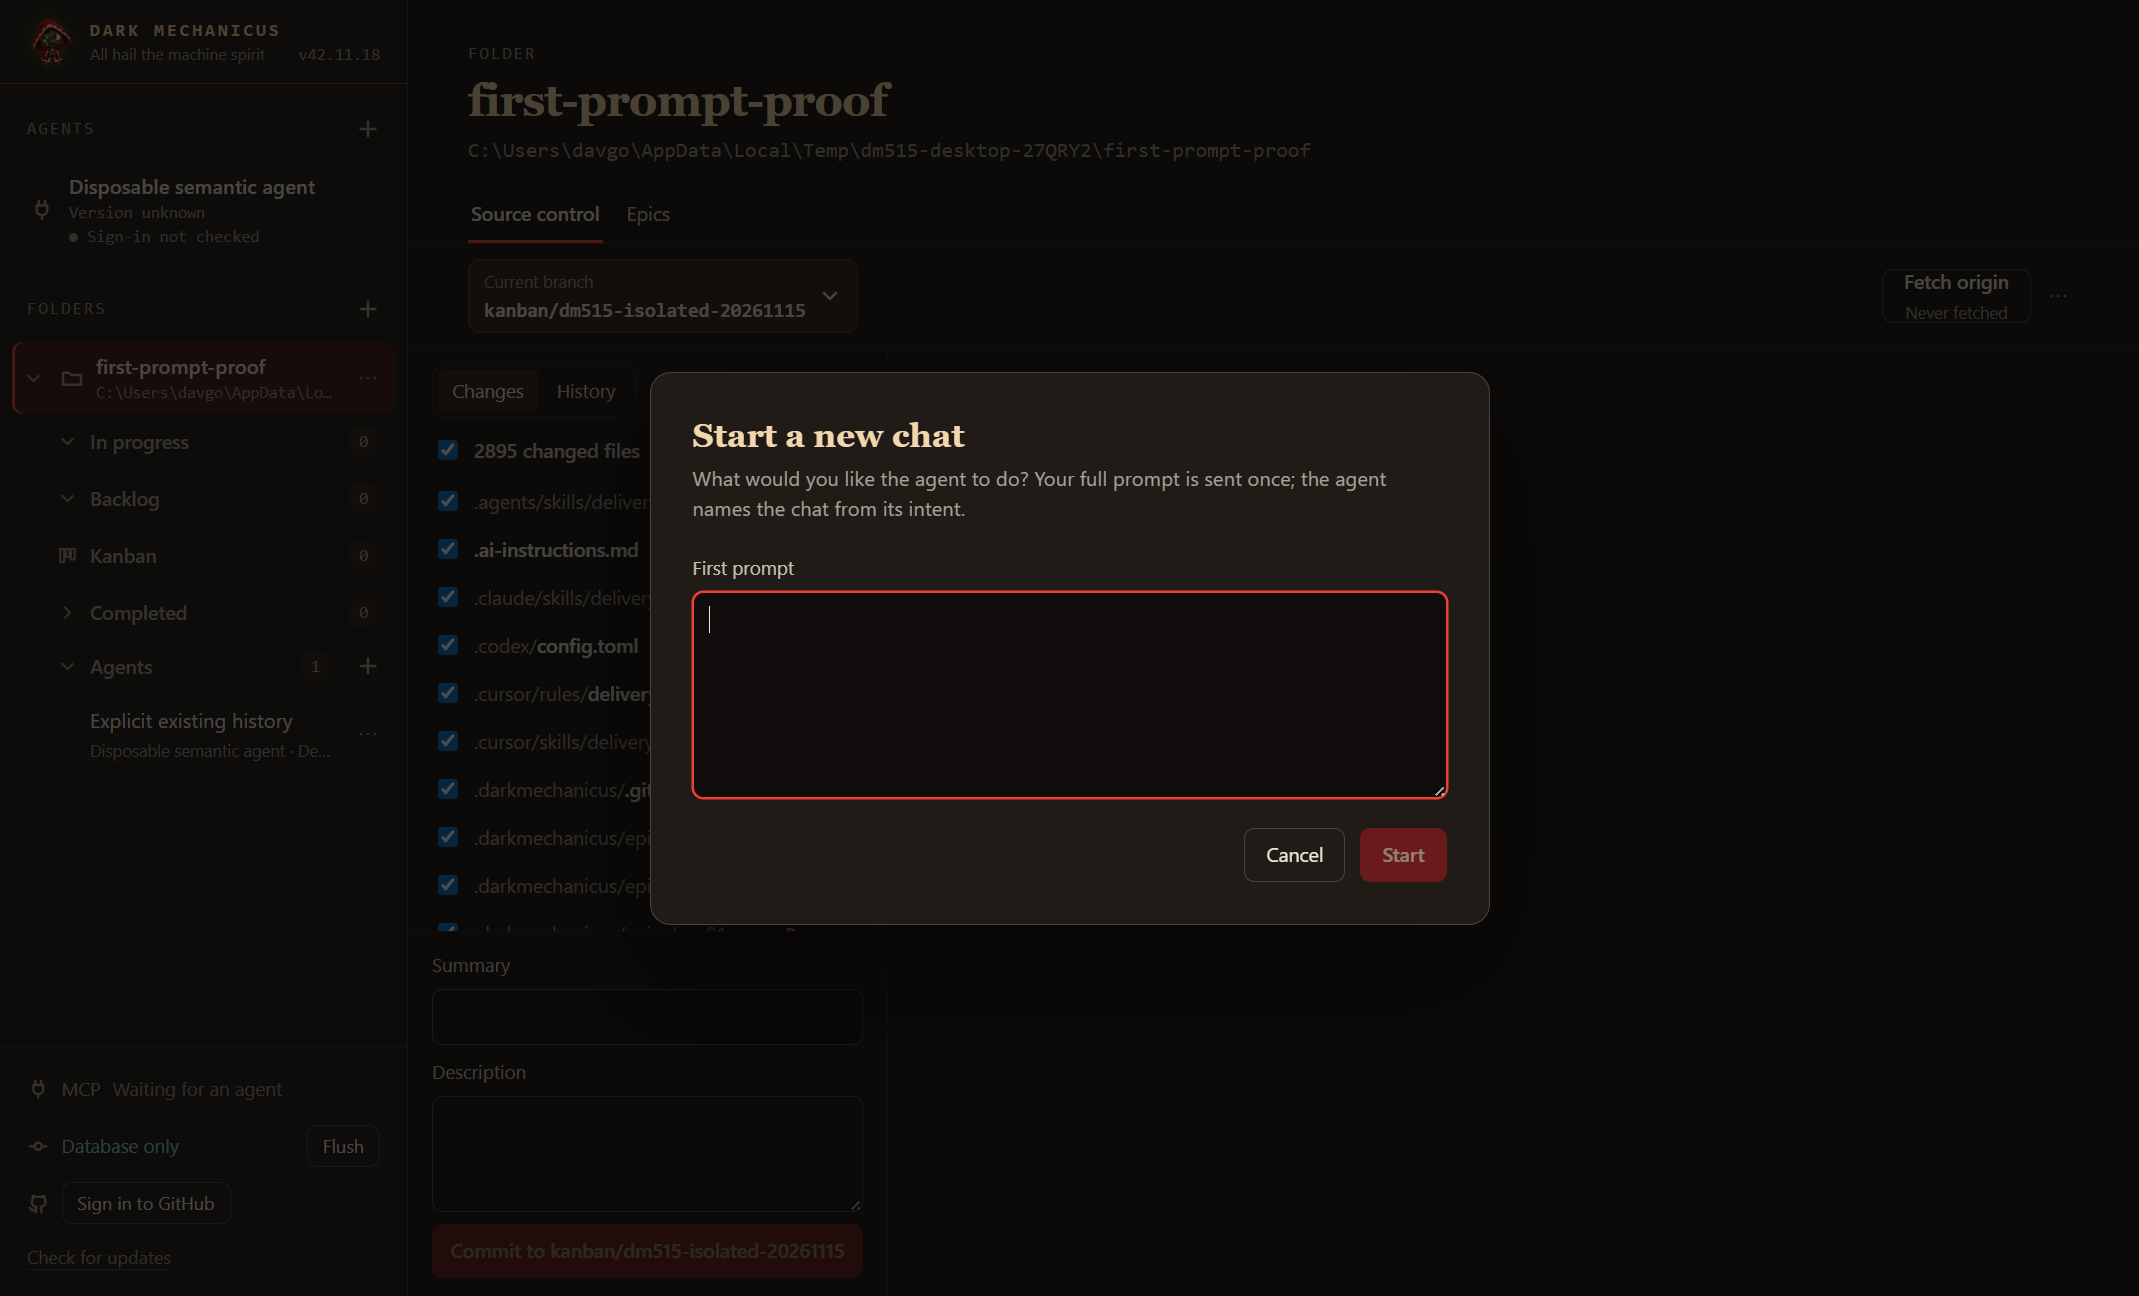 DARK MECHANICUS
All hail the machine spirit v42.11.18
AGENTS
Disposable semantic agent
Version unknown
Sign-in not checked
FOLDERS
first-prompt-proof
C:\Users\davgo\AppData\Lo…
In progress 0
Backlog 0
Kanban 0
Completed 0
Agents 1
Explicit existing history
Disposable semantic agent · De…
MCP Waiting for an agent
Database only Flush
Sign in to GitHub
Check for updates
FOLDER
first-prompt-proof
C:\Users\davgo\AppData\Local\Temp\dm515-desktop-27QRY2\first-prompt-proof
Source control Epics
Current branch
kanban/dm515-isolated-20261115
Fetch origin
Never fetched
Changes History
2895 changed files
.agents/skills/deliver
.ai-instructions.md
.claude/skills/delivery
.codex/config.toml
.cursor/rules/delivery
.cursor/skills/delivery
.darkmechanicus/.git
.darkmechanicus/epi
.darkmechanicus/epi
Summary
Description
Commit to kanban/dm515-isolated-20261115
Start a new chat
What would you like the agent to do? Your full prompt is sent once; the agent
names the chat from its intent.
First prompt
Cancel Start